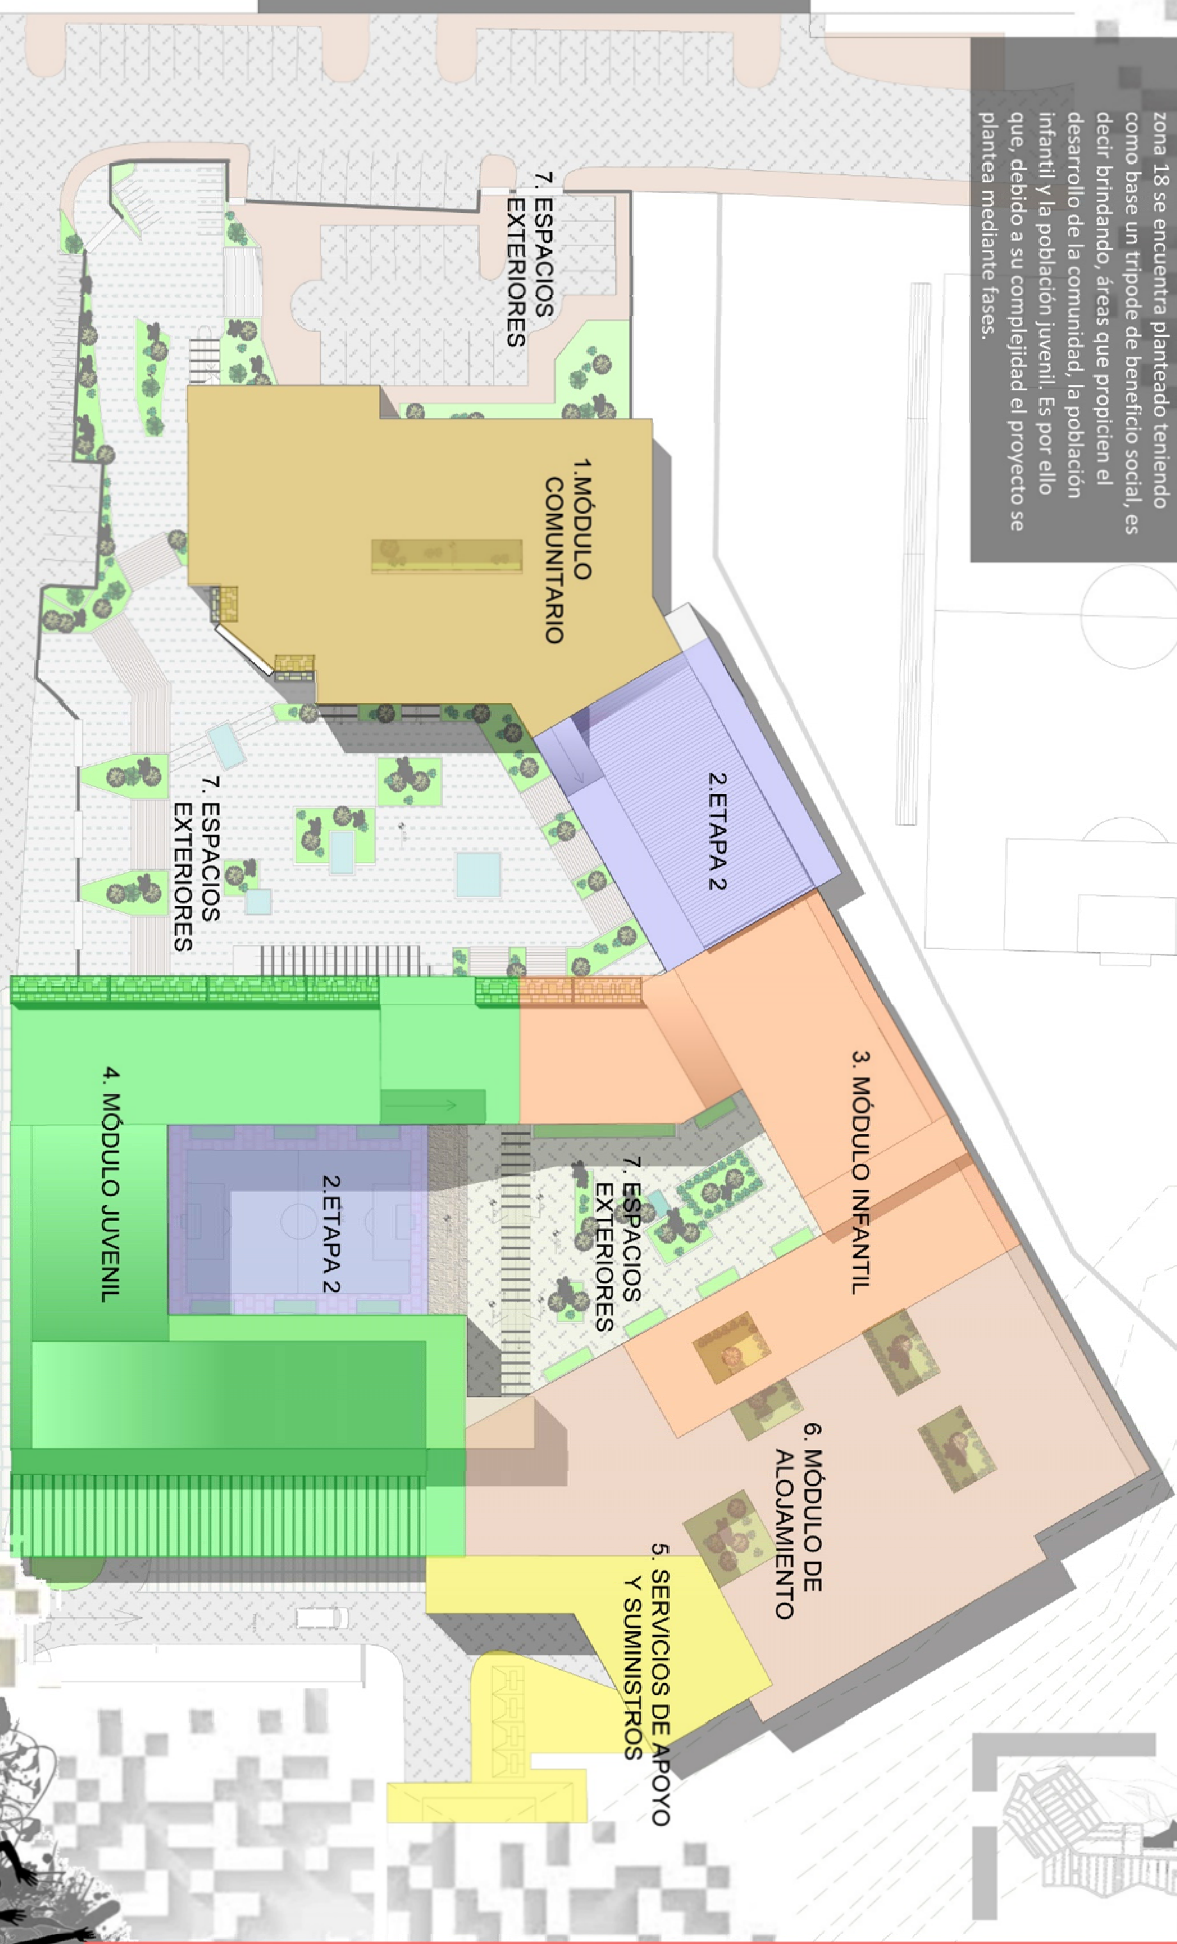 zona 18 se encuentra planteado teniendo
como base un tripode de beneficio social, es
decir brindando, áreas que propicien el
desarrollo de la comunidad, la población
infantil y la población juvenil. Es por ello
que, debido a su complejidad el proyecto se
plantea mediante fases.
7. ESPACIOS
EXTERIORES
1.MÓDULO
COMUNITARIO
2.ETAPA 2
7. ESPACIOS
EXTERIORES
3. MÓDULO INFANTIL
7. ESPACIOS
EXTERIORES
2.ETAPA 2
4. MÓDULO JUVENIL
6. MÓDULO DE
ALOJAMIENTO
5. SERVICIOS DE APOYO
Y SUMINISTROS